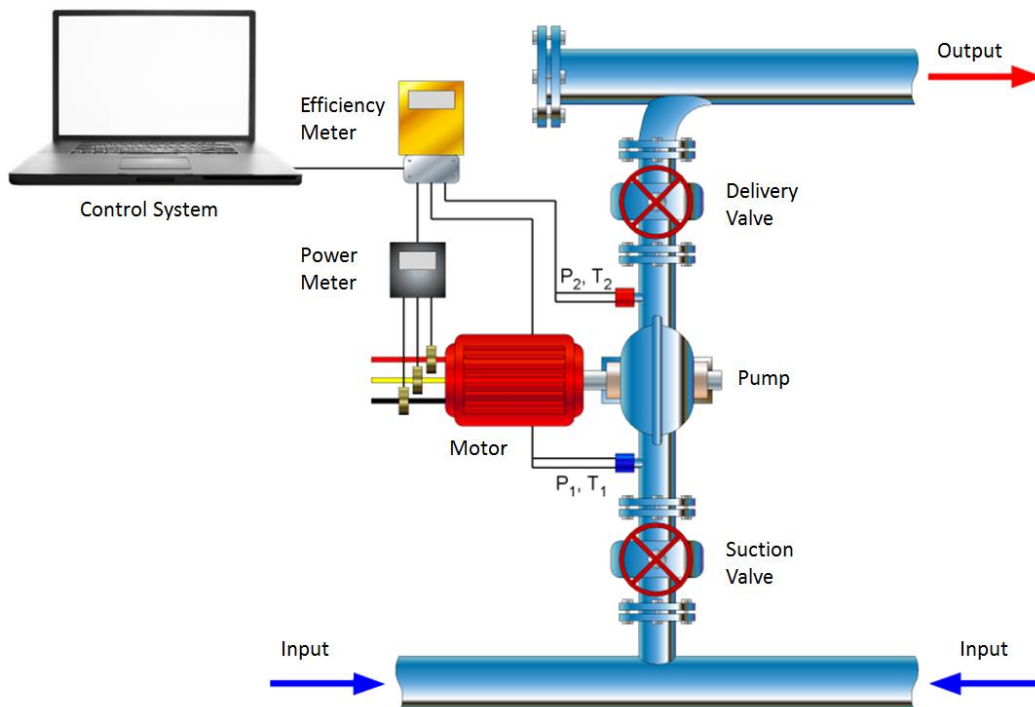 Output
Efficiency
Meter
Control System
Delivery
Valve
Power
Meter
P₂, T₂
Pump
Motor
P₁, T₁
Suction
Valve
Input
Input